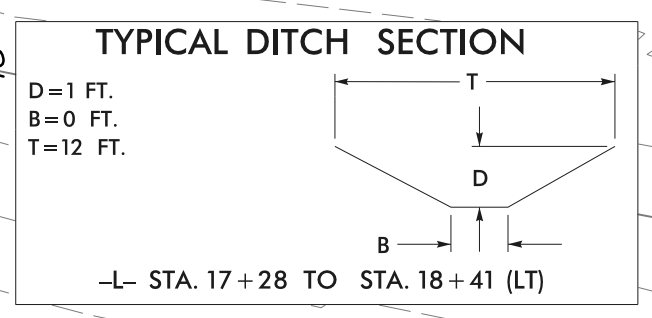 TYPICAL DITCH SECTION
D=1 FT.
B=0 FT.
T=12 FT.
T
D
B
-L- STA. 17+28 TO STA. 18+41 (LT)